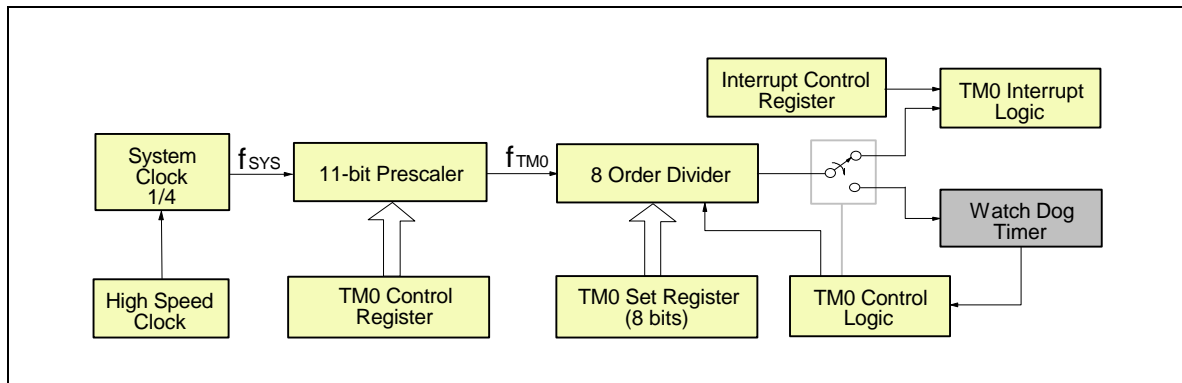 Interrupt Control
Register
TM0 Interrupt
Logic
System
Clock
1/4
fSYS
11-bit Prescaler
fTM0
8 Order Divider
Watch Dog
Timer
High Speed
Clock
TM0 Control
Register
TM0 Set Register
(8 bits)
TM0 Control
Logic